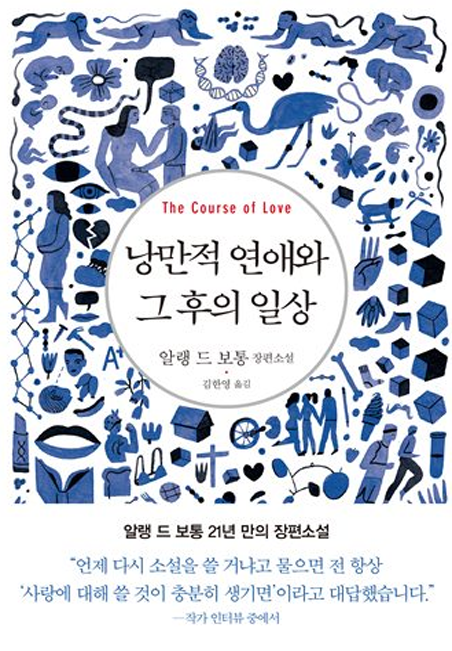 The Course of Love
낭만적 연애와
그 후의 일상
알랭 드 보통 장편소설
김한영 옮김
A
알랭 드 보통 21년 만의 장편소설
“언제 다시 소설을 쓸 거냐고 물으면 전 항상
‘사랑에 대해 쓸 것이 충분히 생기면’이라고 대답했습니다.”
—작가 인터뷰 중에서